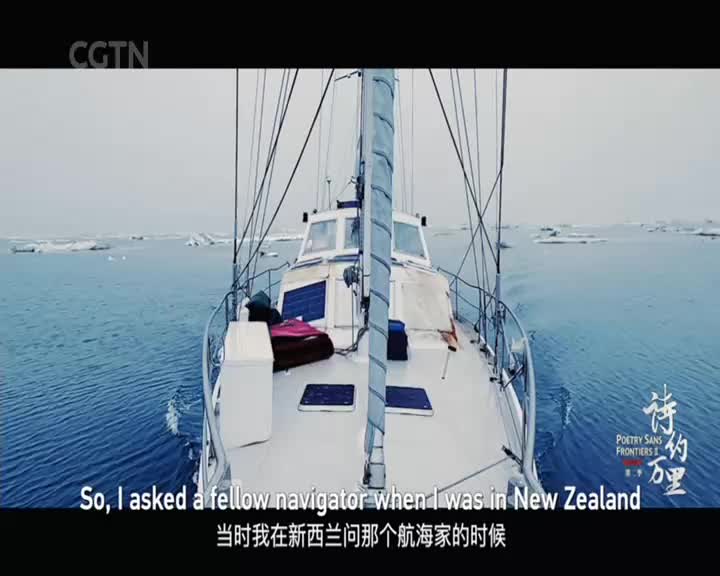 CGTN
诗约万里
POETRY SANS
FRONTIERS II
So, I asked a fellow navigator when I was in New Zealand
当时我在新西兰问那个航海家的时候